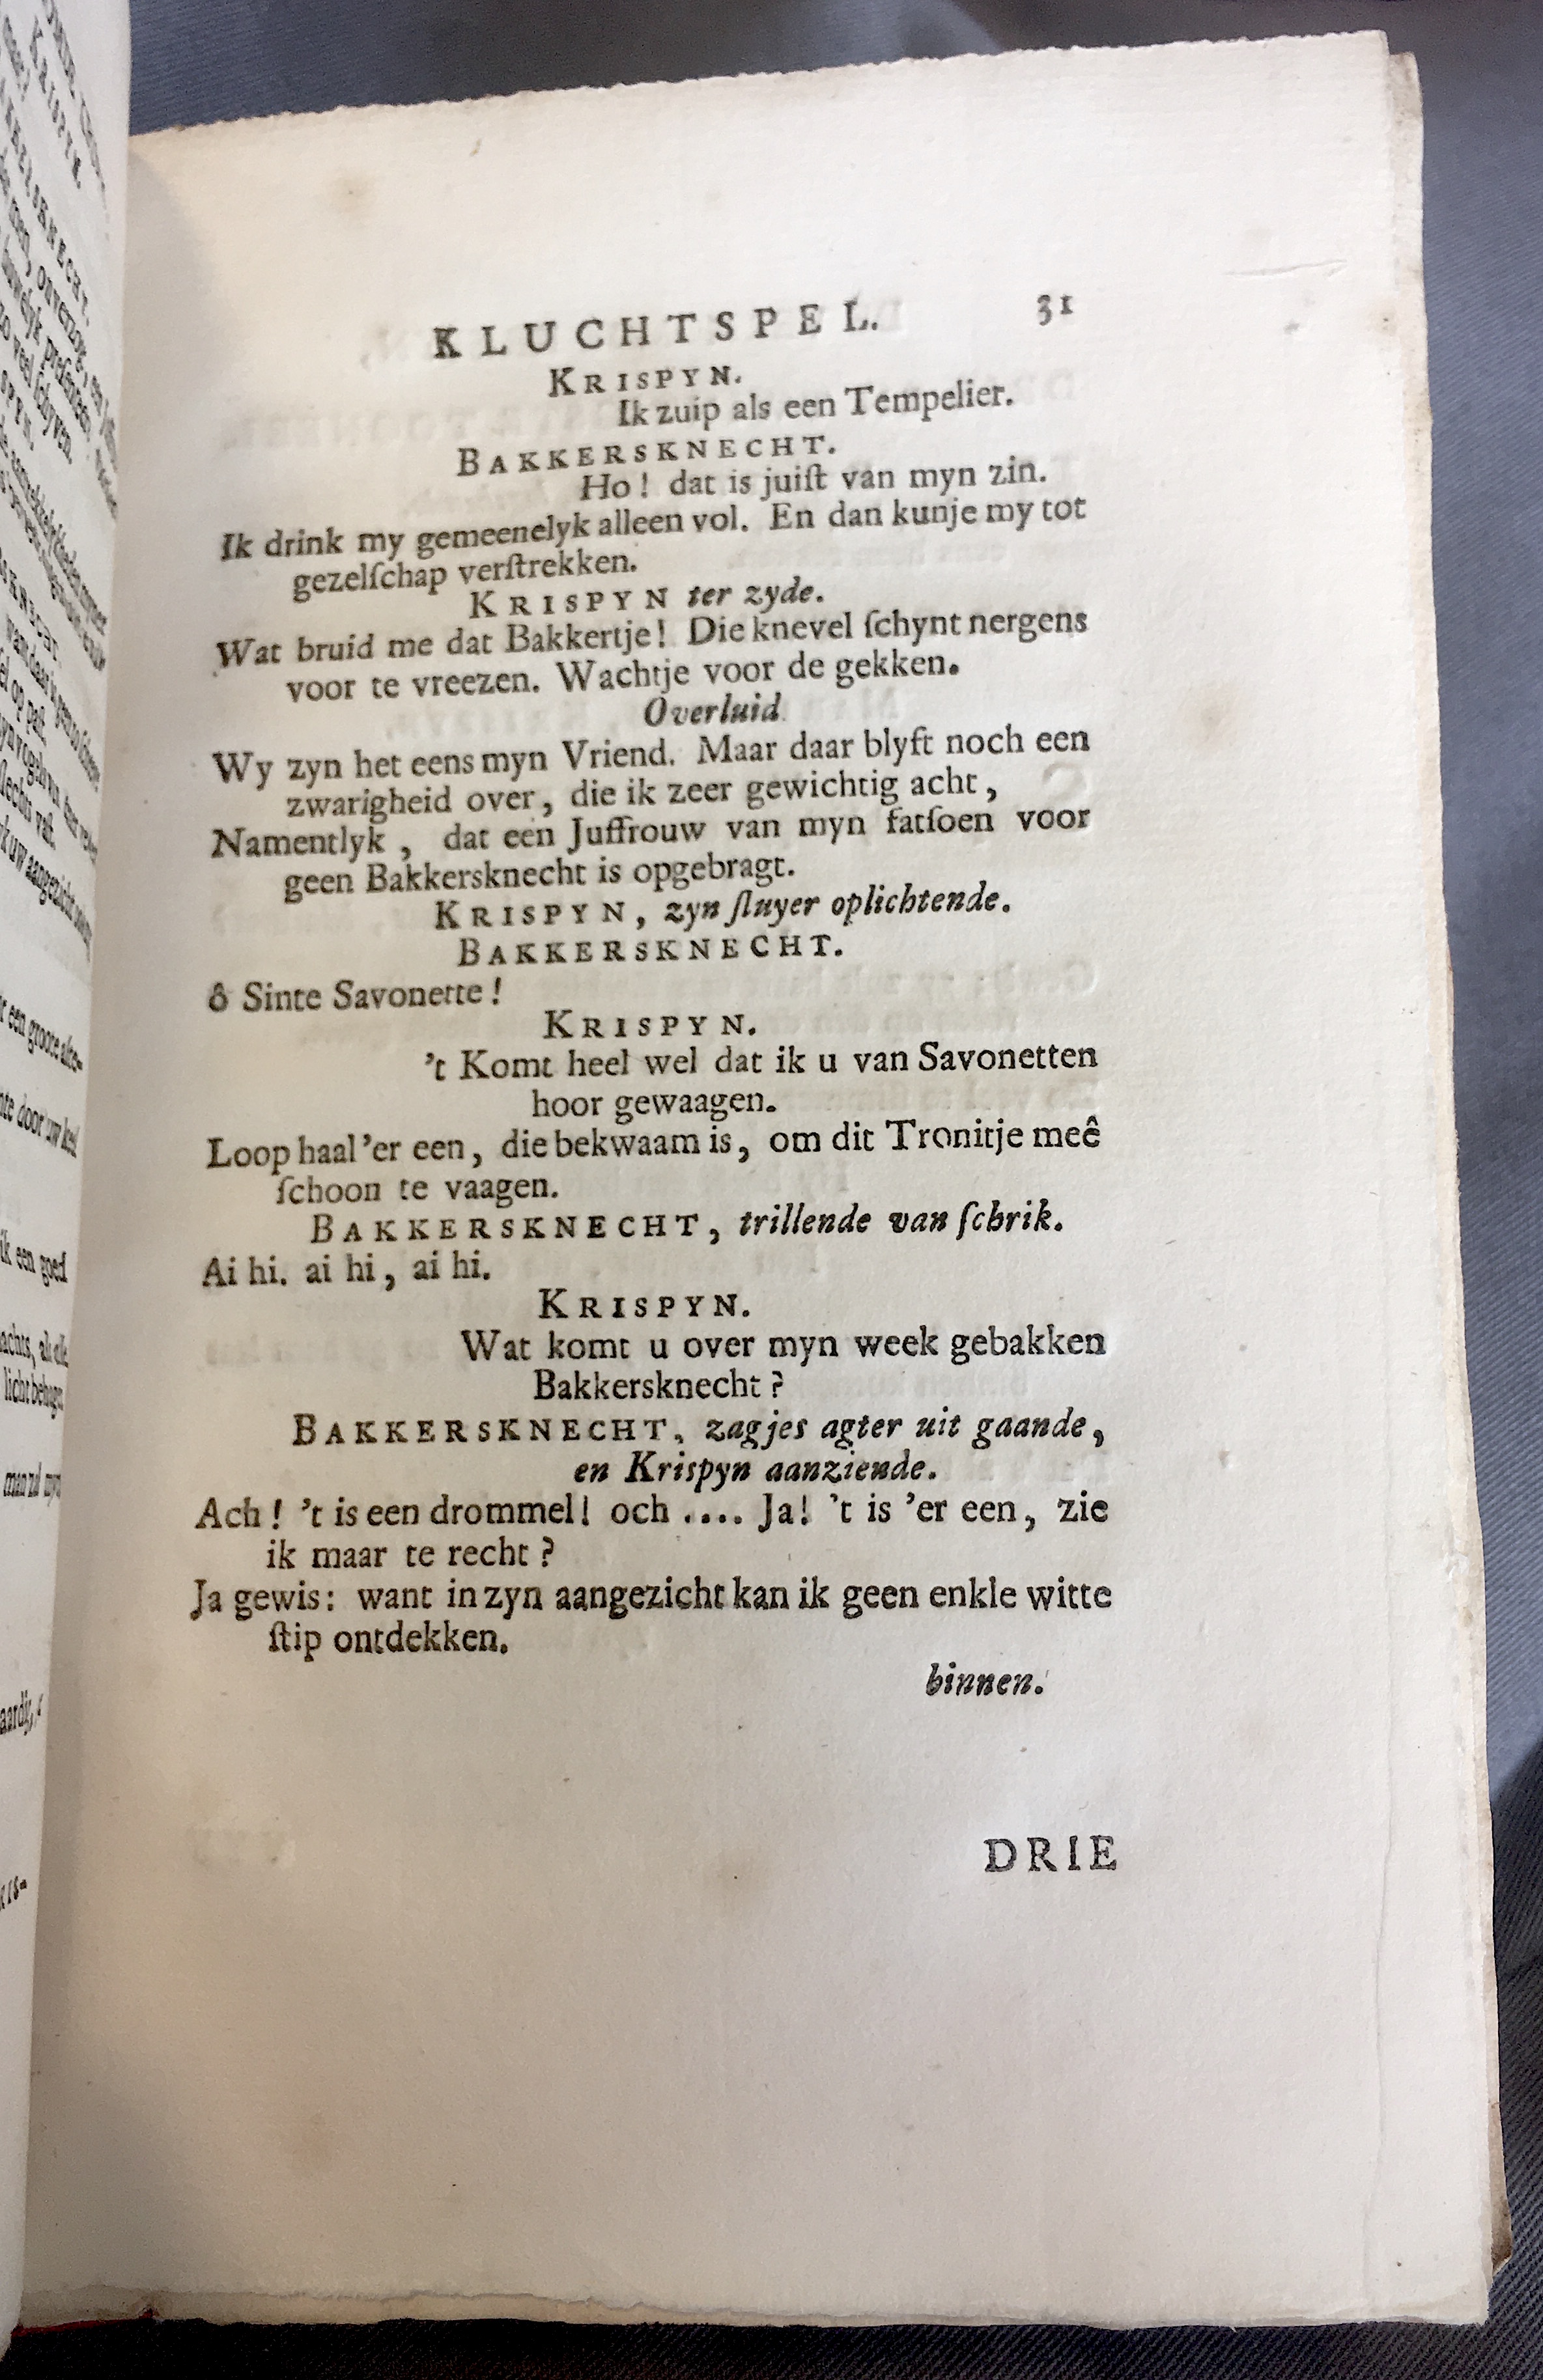 KLUCHTSPEL. 31
KRISPYN.
Ik zuip als een Tempelier.
BAKKERSKNECHT.
Ho! dat is juiſt van myn zin.
Ik drink my gemeenelyk alleen vol. En dan kunje my tot
gezelſchap verſtrekken.
KRISPYN ter zyde.
Wat bruid me dat Bakkertje! Die knevel ſchynt nergens
voor te vreezen. Wachtje voor de gekken.
Overluid
Wy zyn het eens myn Vriend. Maar daar blyft noch een
zwarigheid over, die ik zeer gewichtig acht,
Namentlyk, dat een Juffrouw van myn fatſoen voor
geen Bakkersknecht is opgebragt.
KRISPYN, zyn ſluyer oplichtende.
BAKKERSKNECHT.
ô Sinte Savonette!
KRISPYN.
't Komt heel wel dat ik u van Savonetten
hoor gewaagen.
Loop haal 'er een, die bekwaam is, om dit Tronitje meê
ſchoon te vaagen.
BAKKERSKNECHT, trillende van ſchrik.
Ai hi. ai hi, ai hi.
KRISPYN.
Wat komt u over myn week gebakken
Bakkersknecht?
BAKKERSKNECHT, zagjes agter uit gaande,
en Krispyn aanziende.
Ach! 't is een drommel! och .... Ja! 't is 'er een, zie
ik maar te recht?
Ja gewis: want in zyn aangezicht kan ik geen enkle witte
ſtip ontdekken.
binnen.
DRIE